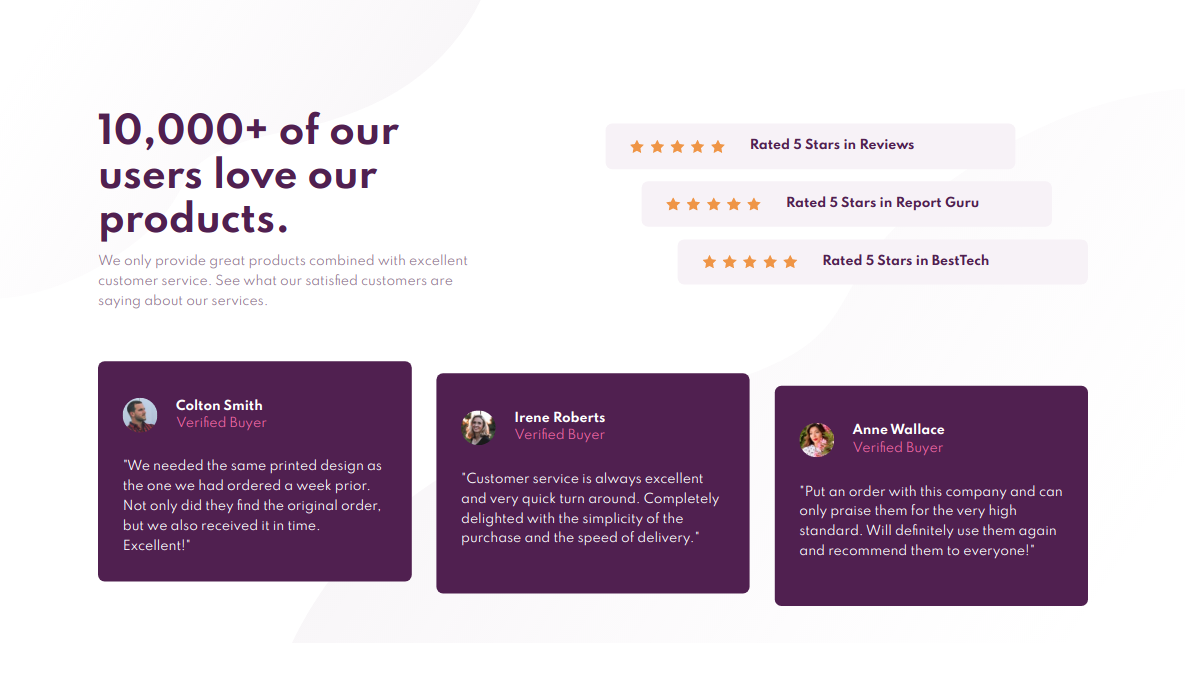 10,000+ of our
users love our
products.
We only provide great products combined with excellent
customer service. See what our satisfied customers are
saying about our services.
Rated 5 Stars in Reviews
Rated 5 Stars in Report Guru
Rated 5 Stars in BestTech
Colton Smith
Verified Buyer
"We needed the same printed design as
the one we had ordered a week prior.
Not only did they find the original order,
but we also received it in time.
Excellent!"
Irene Roberts
Verified Buyer
"Customer service is always excellent
and very quick turn around. Completely
delighted with the simplicity of the
purchase and the speed of delivery."
Anne Wallace
Verified Buyer
"Put an order with this company and can
only praise them for the very high
standard. Will definitely use them again
and recommend them to everyone!"